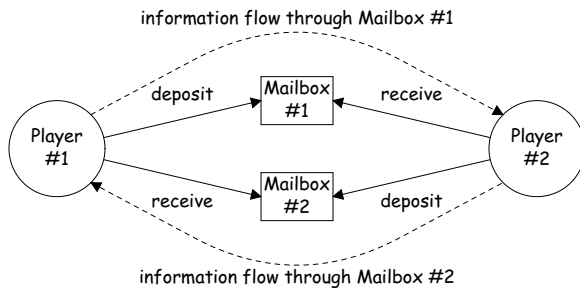 information flow through Mailbox #1
deposit
Mailbox
#1
receive
Player
#1
Player
#2
receive
Mailbox
#2
deposit
information flow through Mailbox #2